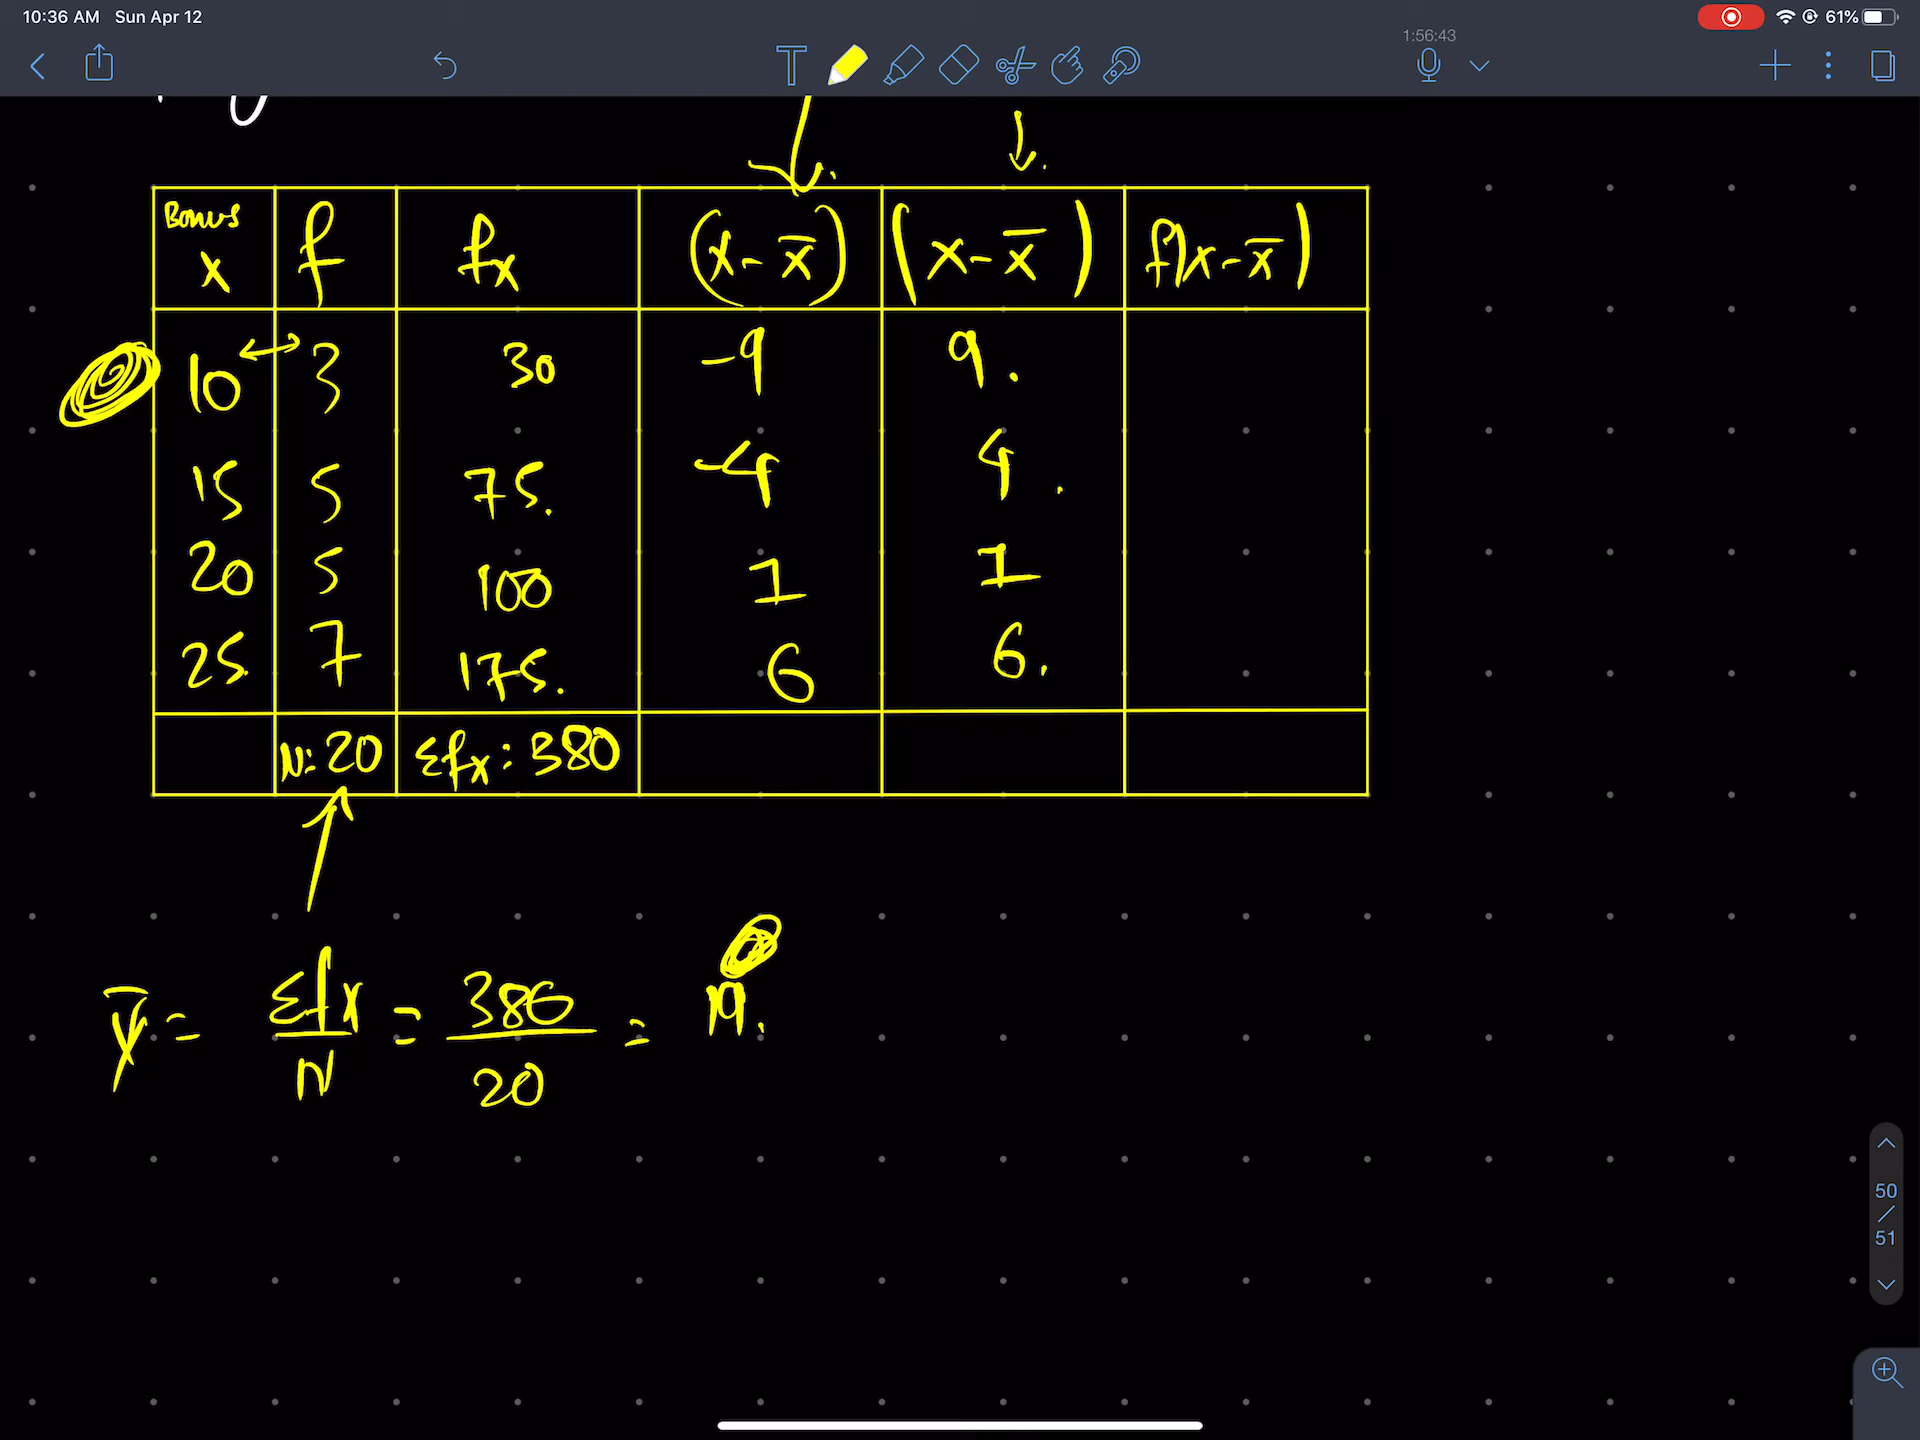 10:36 AM Sun Apr 12
61%
1:56:43
T
Bonus x f fx (x-x̄) |x-x̄| f|x-x̄|
10 3 30 -9 9.
15 5 75. -4 4.
20 5 100 1 1
25. 7 175. 6 6.
N:20 Σfx:380
x̄ = Σfx/N = 380/20 = 19.
50
/
51